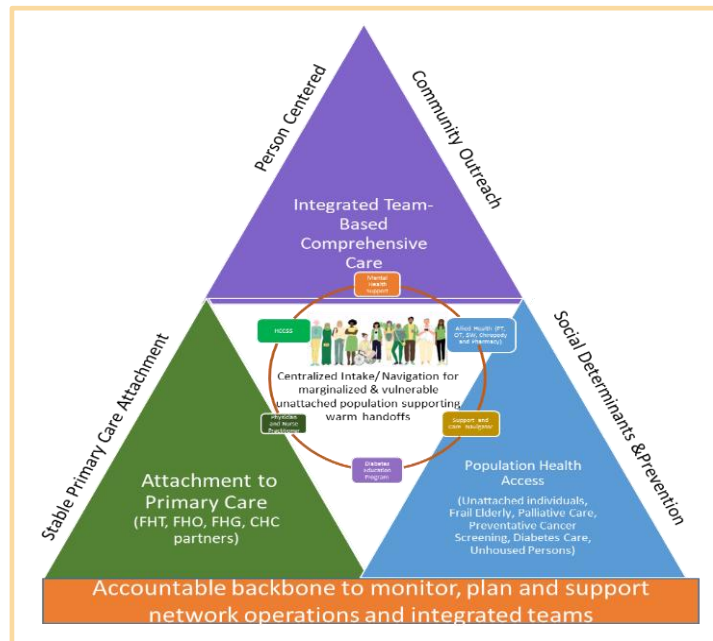 Person Centered
Community Outreach
Integrated Team-
Based
Comprehensive
Care
Mental
Health
Support
HCCSS
Allied Health (PT,
OT, SW, Chiropody
and Pharmacy)
Centralized Intake/ Navigation for
marginalized & vulnerable
unattached population supporting
warm handoffs
Physician
and Nurse
Practitioner
Support and
Care Navigator
Diabetes
Education
Program
Stable Primary Care Attachment
Social Determinants &Prevention
Attachment to
Primary Care
(FHT, FHO, FHG, CHC
partners)
Population Health
Access
(Unattached individuals,
Frail Elderly, Palliative Care,
Preventative Cancer
Screening, Diabetes Care,
Unhoused Persons)
Accountable backbone to monitor, plan and support
network operations and integrated teams